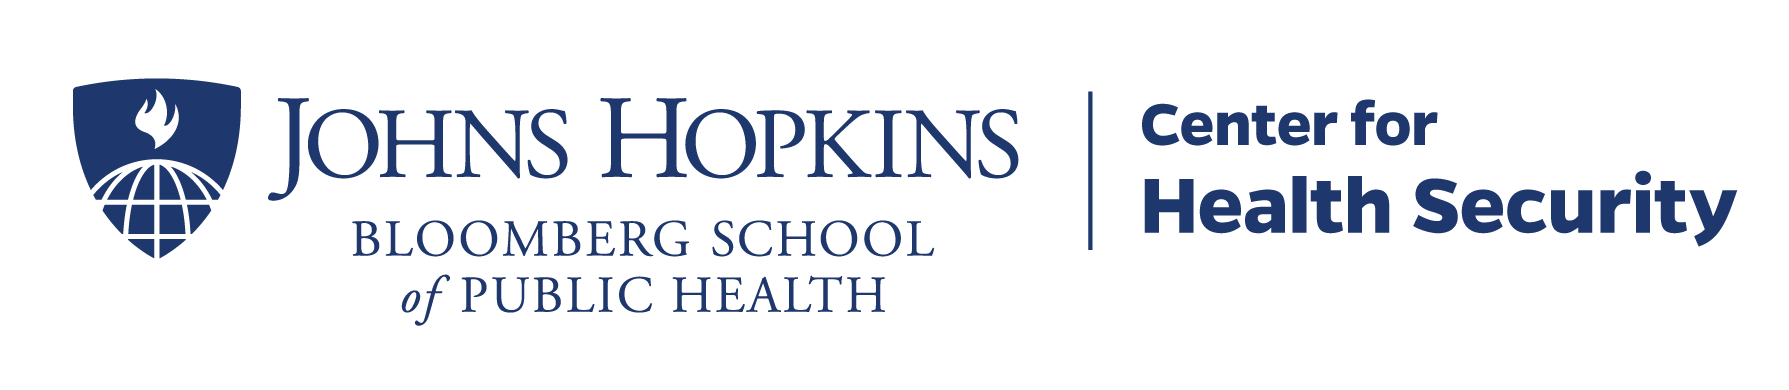 JOHNS HOPKINS
BLOOMBERG SCHOOL
of PUBLIC HEALTH
Center for
Health Security